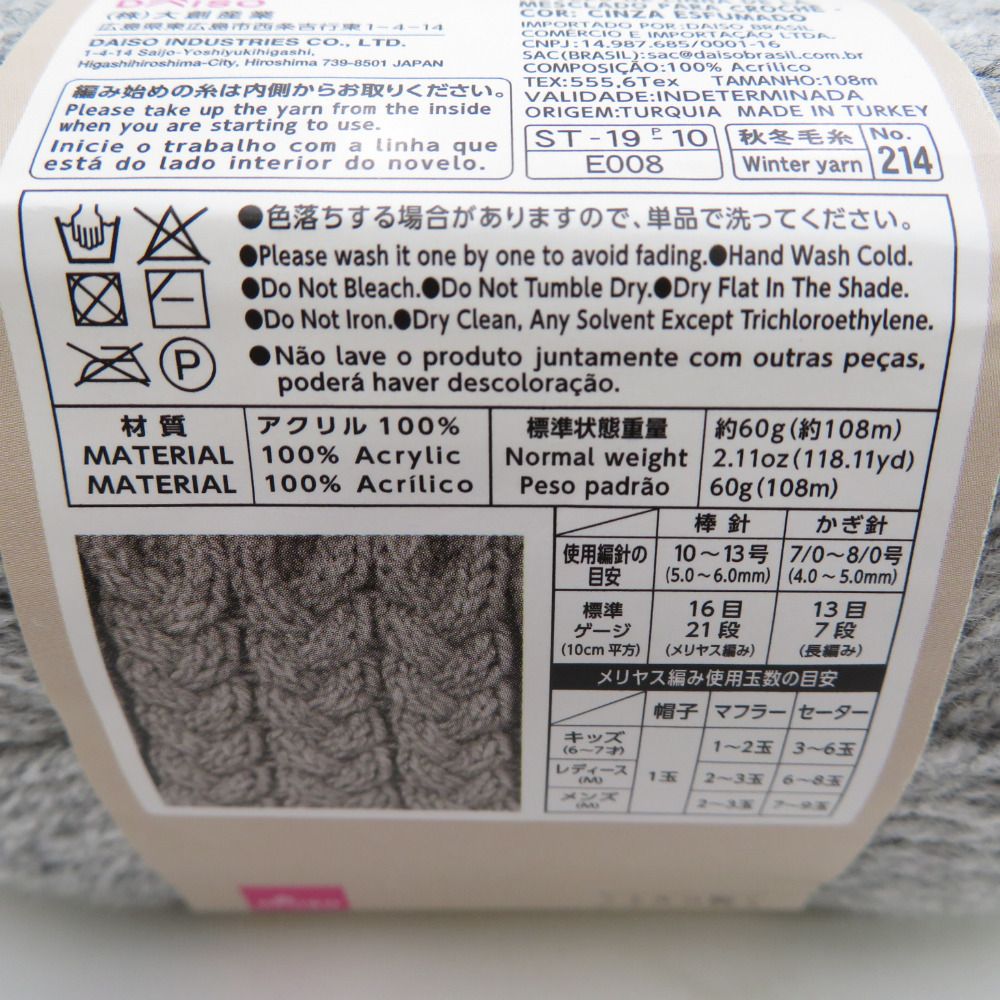 DAISO
(株)大創産業
広島県東広島市西条吉行東1-4-14
DAISO INDUSTRIES CO., LTD.
1-4-14 Saijo-Yoshiyukihigashi,
Higashihiroshima-City, Hiroshima 739-8501 JAPAN
編み始めの糸は内側からお取りください。
Please take up the yarn from the inside
when you are starting to use.
Inicie o trabalho com a linha que
está do lado interior do novelo.
MESCLADO PARA CROCHÊ -
COR: CINZA ESFUMADO
IMPORTADO POR:DAISO BRASIL
COMÉRCIO E IMPORTAÇÃO LTDA.
CNPJ:14.987.685/0001-16
SAC(BRASIL):sac@daisobrasil.com.br
COMPOSIÇÃO:100% Acrílico
TEX:555,6Tex TAMANHO:108m
VALIDADE:INDETERMINADA
ORIGEM:TURQUIA MADE IN TURKEY
ST-19 P 10
E008
秋冬毛糸
Winter yarn
No.
214
●色落ちする場合がありますので、単品で洗ってください。
●Please wash it one by one to avoid fading.●Hand Wash Cold.
●Do Not Bleach.●Do Not Tumble Dry.●Dry Flat In The Shade.
●Do Not Iron.●Dry Clean, Any Solvent Except Trichloroethylene.
P
●Não lave o produto juntamente com outras peças,
poderá haver descoloração.
材質 アクリル100% 標準状態重量 約60g(約108m)
MATERIAL 100% Acrylic Normal weight 2.11oz(118.11yd)
MATERIAL 100% Acrílico Peso padrão 60g(108m)
棒針 かぎ針
使用編針の目安 10～13号 7/0～8/0号
(5.0～6.0mm) (4.0～5.0mm)
標準 16目 13目
ゲージ 21段 7段
(10cm平方) (メリヤス編み) (長編み)
メリヤス編み使用玉数の目安
帽子 マフラー セーター
キッズ (6～7才) 1～2玉 3～6玉
レディース (M) 1玉 2～3玉 6～8玉
メンズ (M) 2～3玉 7～9玉